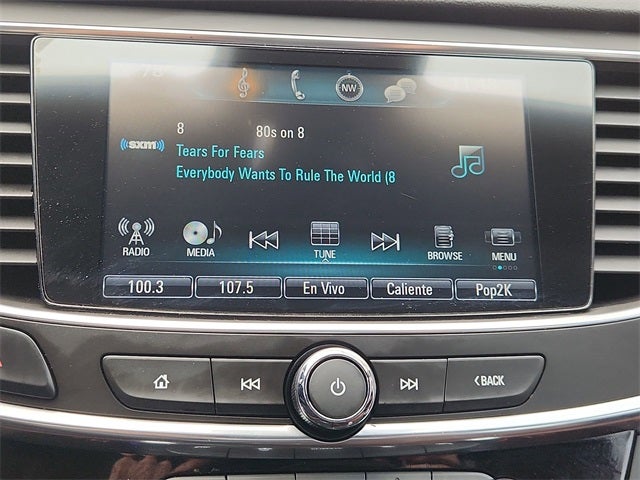 NW
8 80s on 8
((sxm))
Tears For Fears
Everybody Wants To Rule The World (8
RADIO MEDIA TUNE BROWSE MENU
100.3 107.5 En Vivo Caliente Pop2K
<BACK